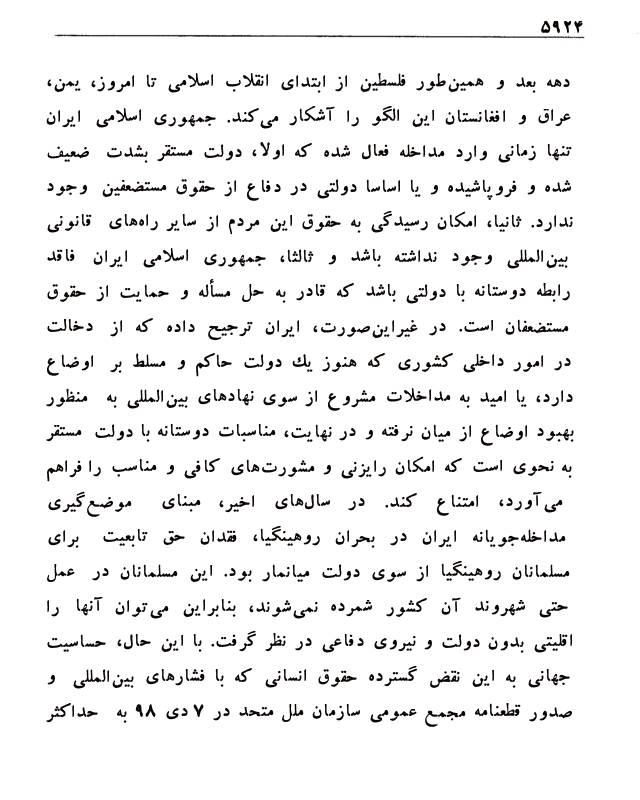 ۵۹۲۴
دهه بعد و همین‌طور فلسطین از ابتدای انقلاب اسلامی تا امروز، یمن،
عراق و افغانستان این الگو را آشکار می‌کند. جمهوری اسلامی ایران
تنها زمانی وارد مداخله فعال شده که اولا، دولت مستقر بشدت ضعیف
شده و فروپاشیده و یا اساسا دولتی در دفاع از حقوق مستضعفین وجود
ندارد. ثانیا، امکان رسیدگی به حقوق این مردم از سایر راه‌های قانونی
بین‌المللی وجود نداشته باشد و ثالثا، جمهوری اسلامی ایران فاقد
رابطه دوستانه با دولتی باشد که قادر به حل مسأله و حمایت از حقوق
مستضعفان است. در غیراین‌صورت، ایران ترجیح داده که از دخالت
در امور داخلی کشوری که هنوز یك دولت حاکم و مسلط بر اوضاع
دارد، یا امید به مداخلات مشروع از سوی نهادهای بین‌المللی به منظور
بهبود اوضاع از میان نرفته و در نهایت، مناسبات دوستانه با دولت مستقر
به نحوی است که امکان رایزنی و مشورت‌های کافی و مناسب را فراهم
می‌آورد، امتناع کند. در سال‌های اخیر، مبنای موضع‌گیری
مداخله‌جویانه ایران در بحران روهینگیا، فقدان حق تابعیت برای
مسلمانان روهینگیا از سوی دولت میانمار بود. این مسلمانان در عمل
حتی شهروند آن کشور شمرده نمی‌شوند، بنابراین می‌توان آنها را
اقلیتی بدون دولت و نیروی دفاعی در نظر گرفت. با این حال، حساسیت
جهانی به این نقض گسترده حقوق انسانی که با فشارهای بین‌المللی و
صدور قطعنامه مجمع عمومی سازمان ملل متحد در ۷ دی ۹۸ به حداکثر